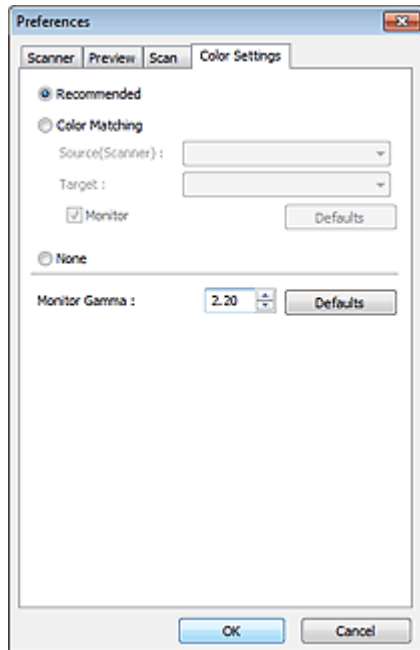 Preferences
Scanner Preview Scan Color Settings
Recommended
Color Matching
Source(Scanner) :
Target :
Monitor Defaults
None
Monitor Gamma : 2.20 Defaults
OK Cancel